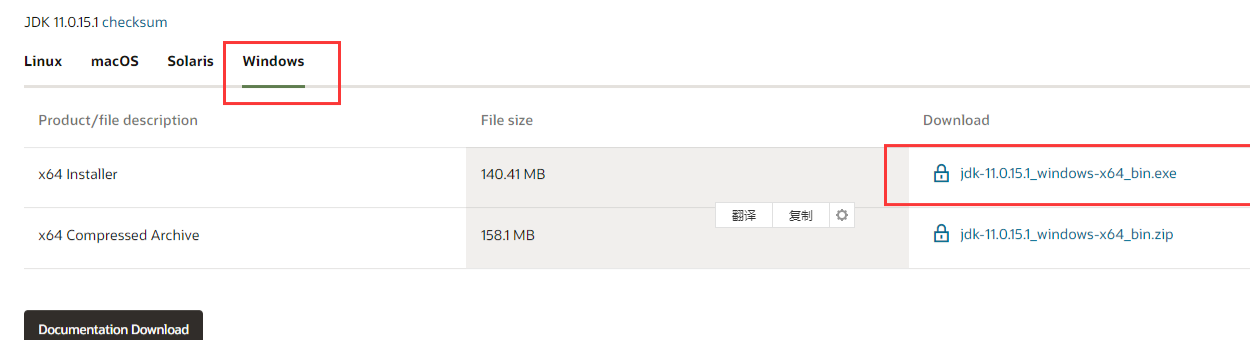 JDK 11.0.15.1 checksum
Linux macOS Solaris Windows
Product/file description File size Download
x64 Installer 140.41 MB jdk-11.0.15.1_windows-x64_bin.exe
翻译 复制
x64 Compressed Archive 158.1 MB jdk-11.0.15.1_windows-x64_bin.zip
Documentation Download